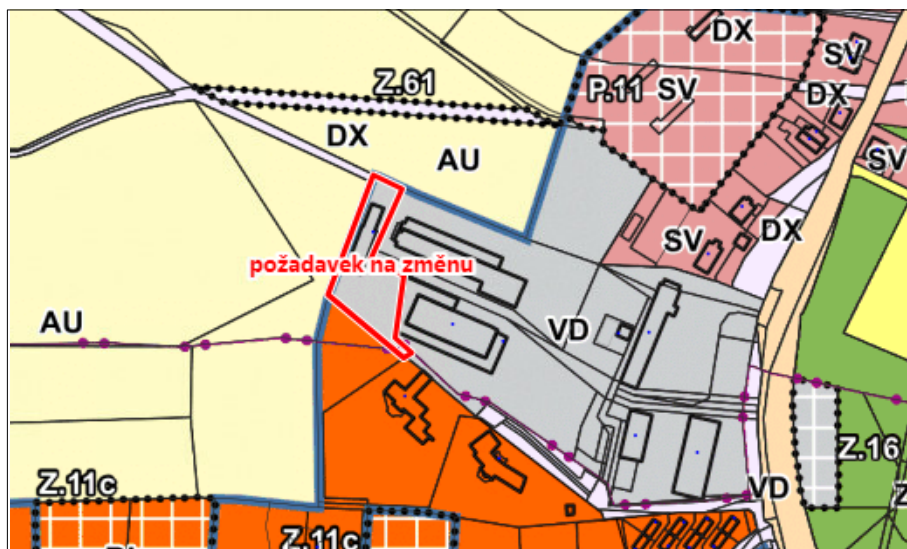 DX
SV
Z.61
P.11
SV
DX
DX
AU
SV
SV
DX
požadavek na změnu
AU
VD
Z.16
Z.11c
VD
Z.11c